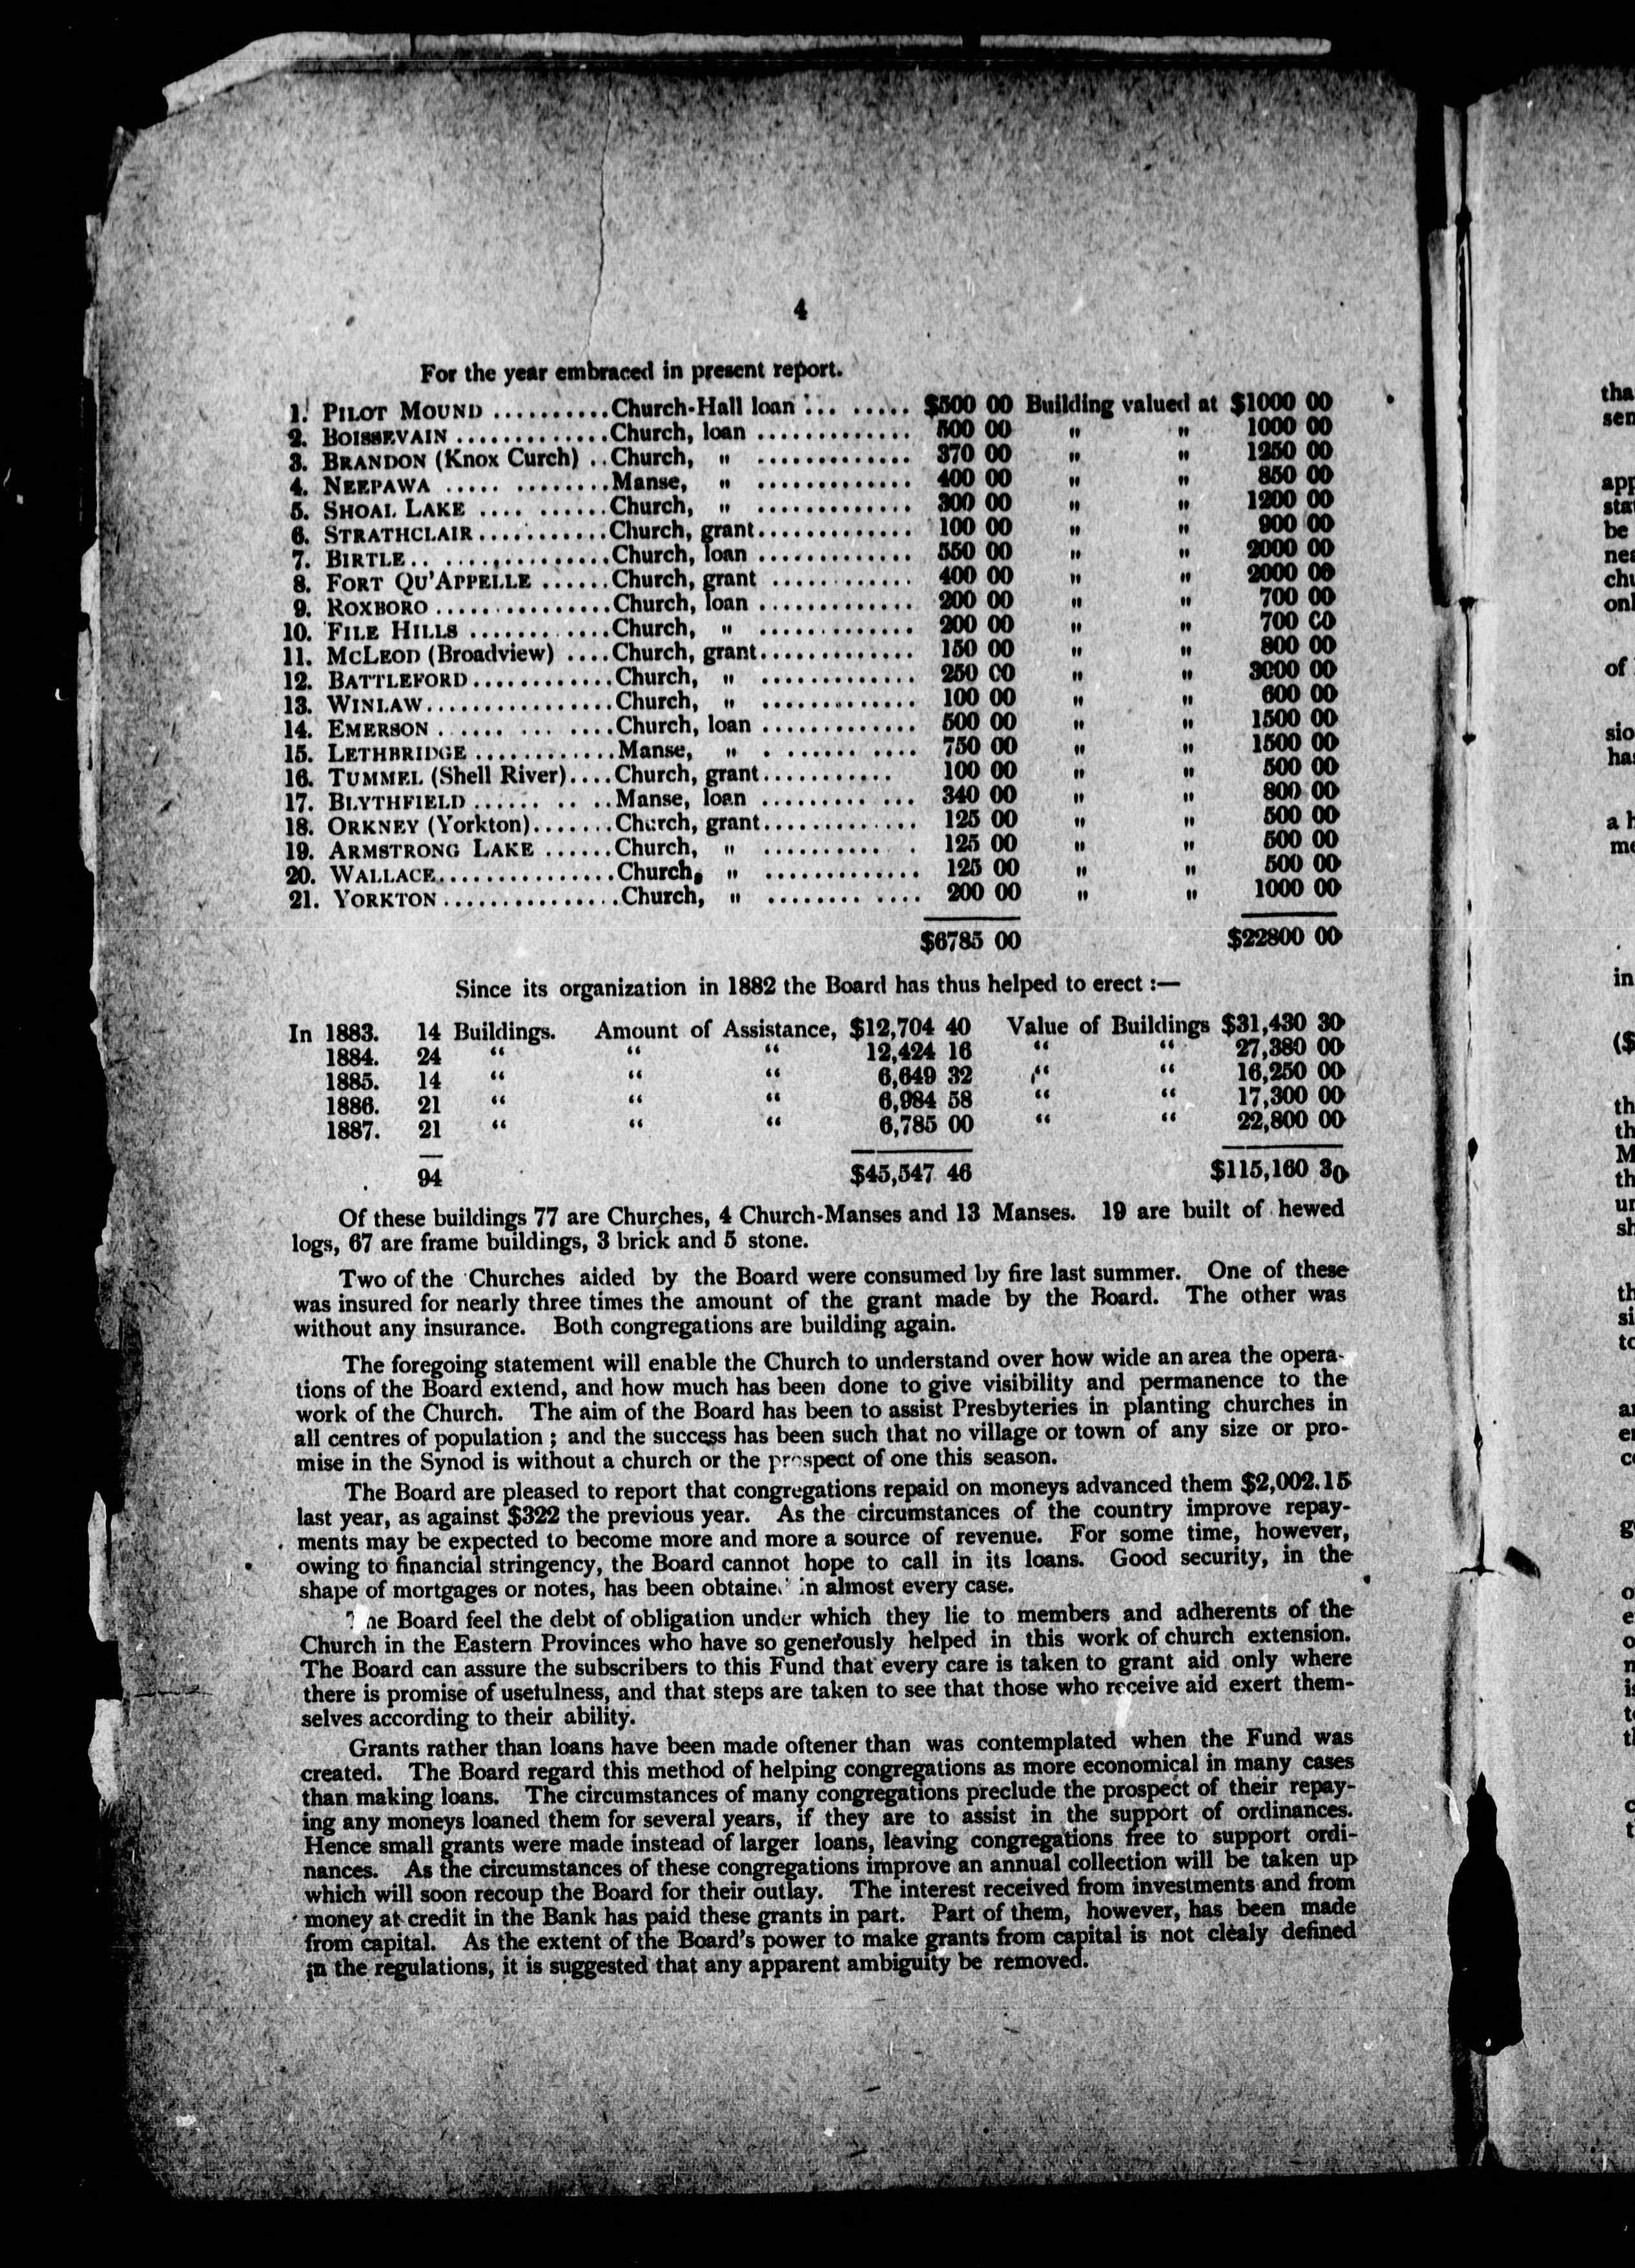 4
For the year embraced in present report.
1. PILOT MOUND ..........Church-Hall loan ... ..... $500 00 Building valued at $1000 00
2. BOISSEVAIN .............Church, loan ............. 500 00 " " 1000 00
3. BRANDON (Knox Curch) ..Church, " ............. 370 00 " " 1250 00
4. NEEPAWA ..... ........Manse, " ............. 400 00 " " 850 00
5. SHOAL LAKE .... ......Church, " ............. 300 00 " " 1200 00
6. STRATHCLAIR...........Church, grant............. 100 00 " " 900 00
7. BIRTLE.. ..............Church, loan ............. 550 00 " " 2000 00
8. FORT QU'APPELLE ......Church, grant ............ 400 00 " " 2000 00
9. ROXBORO ...............Church, loan ............. 200 00 " " 700 00
10. FILE HILLS ............Church, " ............. 200 00 " " 700 00
11. MCLEOD (Broadview) ....Church, grant............. 150 00 " " 800 00
12. BATTLEFORD............Church, " ............. 250 00 " " 3000 00
13. WINLAW................Church, " ............. 100 00 " " 600 00
14. EMERSON ...... ... ....Church, loan ............. 500 00 " " 1500 00
15. LETHBRIDGE ............Manse, " . ....... .... 750 00 " " 1500 00
16. TUMMEL (Shell River)....Church, grant........... 100 00 " " 500 00
17. BLYTHFIELD ...... .. ..Manse, loan .......... ... 340 00 " " 800 00
18. ORKNEY (Yorkton).......Church, grant............. 125 00 " " 500 00
19. ARMSTRONG LAKE ......Church, " ........... . 125 00 " " 500 00
20. WALLACE...............Church, " ............. 125 00 " " 500 00
21. YORKTON ...............Church, " ........ .... 200 00 " " 1000 00
$6785 00 $22800 00
Since its organization in 1882 the Board has thus helped to erect :—
In 1883. 14 Buildings. Amount of Assistance, $12,704 40 Value of Buildings $31,430 30
1884. 24 “ “ “ 12,424 16 “ “ 27,380 00
1885. 14 “ “ “ 6,649 32 “ “ 16,250 00
1886. 21 “ “ “ 6,984 58 “ “ 17,300 00
1887. 21 “ “ “ 6,785 00 “ “ 22,800 00
94 $45,547 46 $115,160 30
Of these buildings 77 are Churches, 4 Church-Manses and 13 Manses. 19 are built of hewed
logs, 67 are frame buildings, 3 brick and 5 stone.
Two of the Churches aided by the Board were consumed by fire last summer. One of these
was insured for nearly three times the amount of the grant made by the Board. The other was
without any insurance. Both congregations are building again.
The foregoing statement will enable the Church to understand over how wide an area the opera-
tions of the Board extend, and how much has been done to give visibility and permanence to the
work of the Church. The aim of the Board has been to assist Presbyteries in planting churches in
all centres of population ; and the success has been such that no village or town of any size or pro-
mise in the Synod is without a church or the prospect of one this season.
The Board are pleased to report that congregations repaid on moneys advanced them $2,002.15
last year, as against $322 the previous year. As the circumstances of the country improve repay-
ments may be expected to become more and more a source of revenue. For some time, however,
owing to financial stringency, the Board cannot hope to call in its loans. Good security, in the
shape of mortgages or notes, has been obtained in almost every case.
The Board feel the debt of obligation under which they lie to members and adherents of the
Church in the Eastern Provinces who have so generously helped in this work of church extension.
The Board can assure the subscribers to this Fund that every care is taken to grant aid only where
there is promise of usetulness, and that steps are taken to see that those who receive aid exert them-
selves according to their ability.
Grants rather than loans have been made oftener than was contemplated when the Fund was
created. The Board regard this method of helping congregations as more economical in many cases
than making loans. The circumstances of many congregations preclude the prospect of their repay-
ing any moneys loaned them for several years, if they are to assist in the support of ordinances.
Hence small grants were made instead of larger loans, leaving congregations free to support ordi-
nances. As the circumstances of these congregations improve an annual collection will be taken up
which will soon recoup the Board for their outlay. The interest received from investments and from
money at credit in the Bank has paid these grants in part. Part of them, however, has been made
from capital. As the extent of the Board's power to make grants from capital is not clealy defined
in the regulations, it is suggested that any apparent ambiguity be removed.